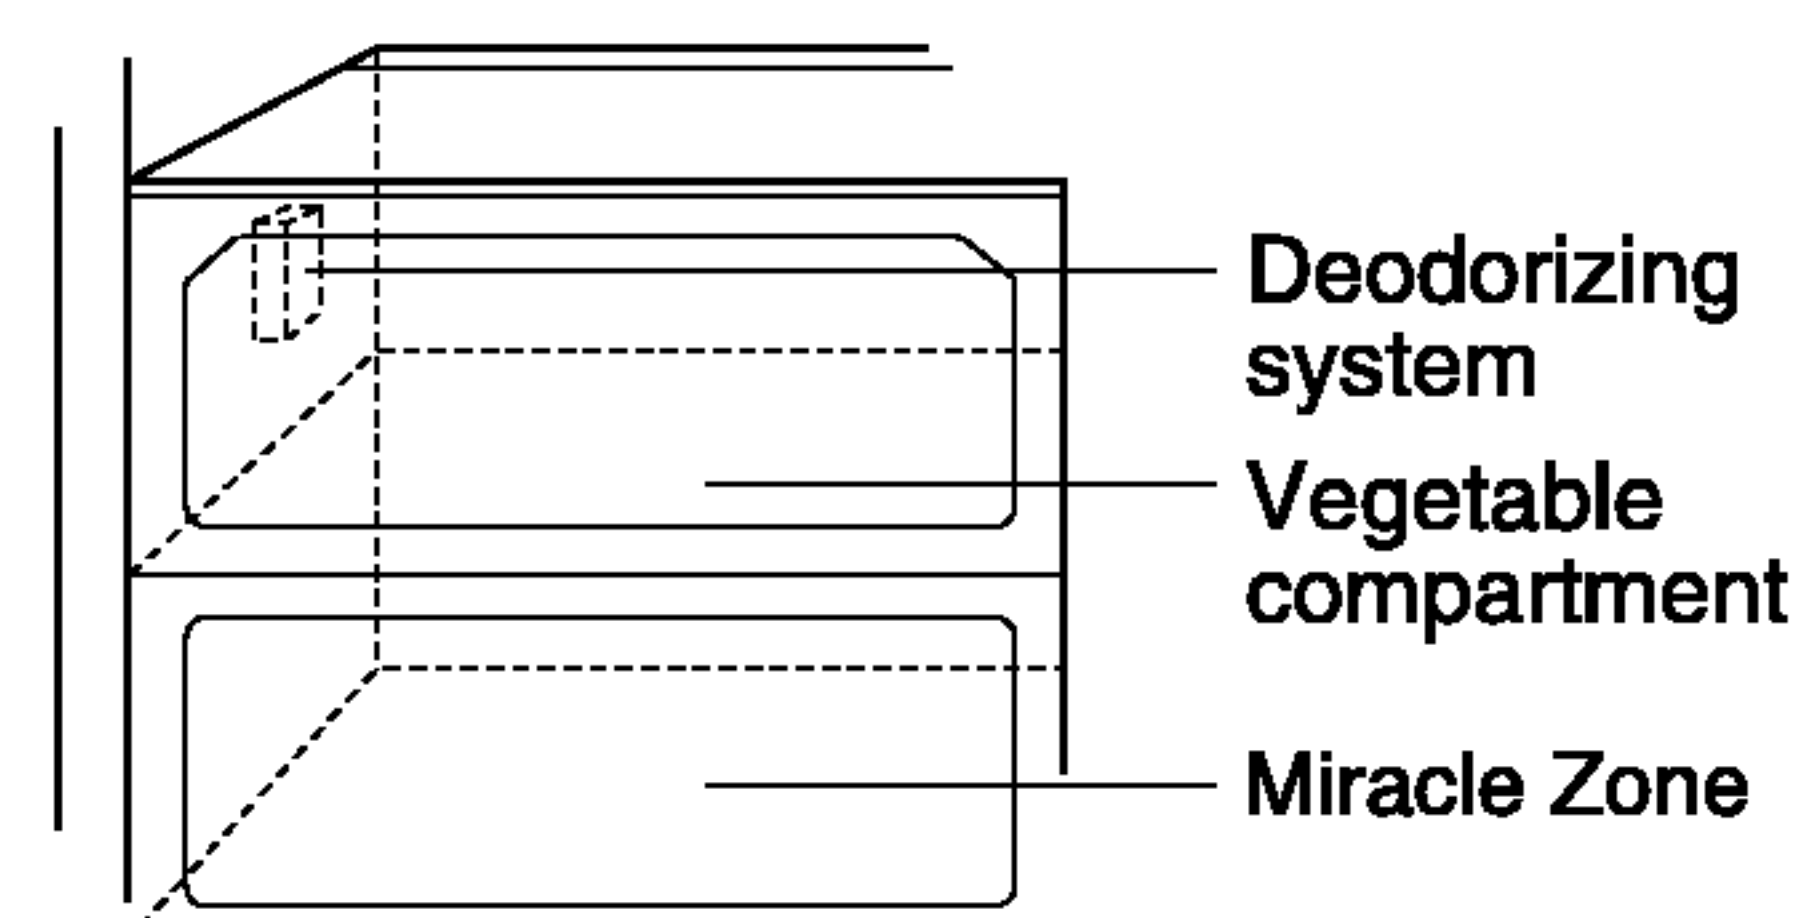 Deodorizing
system
Vegetable
compartment
Miracle Zone